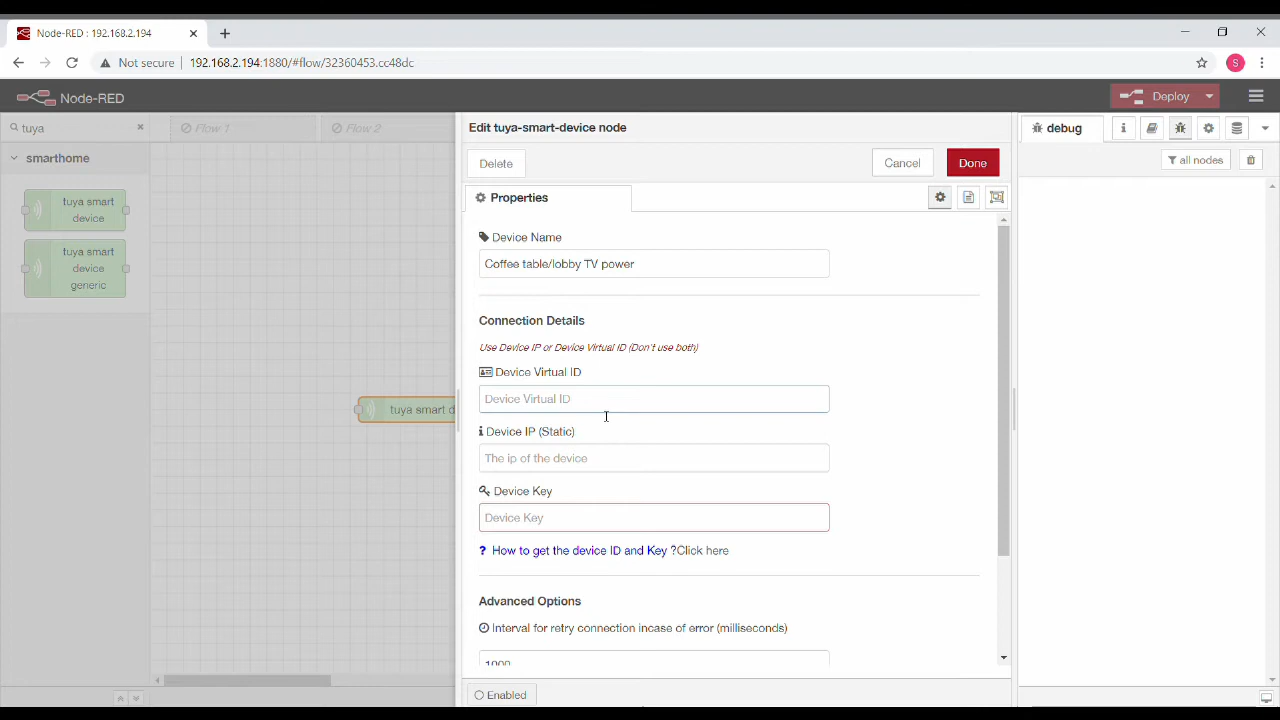 Node-RED : 192.168.2.194
Not secure
192.168.2.194:1880/#flow/32360453.cc48dc
S
Node-RED
Deploy
tuya
Flow 1
Flow 2
Edit tuya-smart-device node
debug
smarthome
Delete
Cancel
Done
all nodes
tuya smart
device
Properties
tuya smart
device
generic
Device Name
Coffee table/lobby TV power
Connection Details
Use Device IP or Device Virtual ID (Don't use both)
Device Virtual ID
Device Virtual ID
tuya smart d
Device IP (Static)
The ip of the device
Device Key
Device Key
? How to get the device ID and Key ?Click here
Advanced Options
Interval for retry connection incase of error (milliseconds)
1000
Enabled